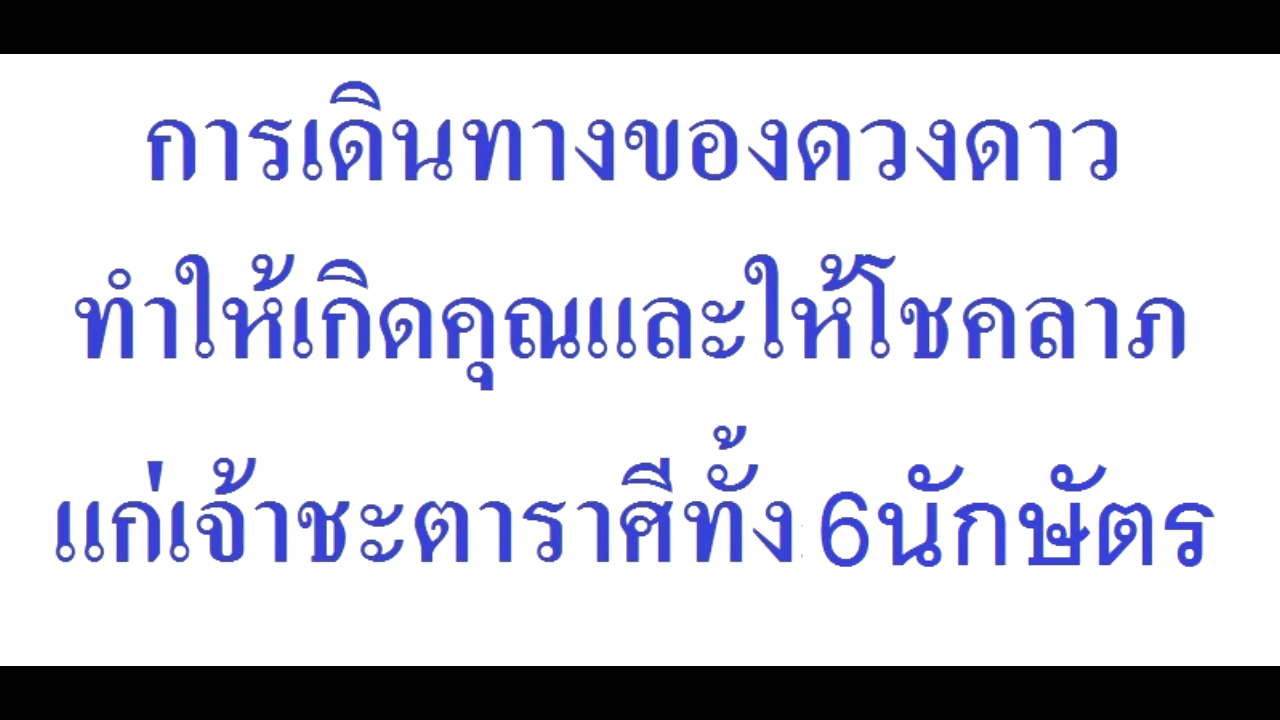 การเดินทางของดวงดาว
ทำให้เกิดคุณและให้โชคลาภ
แก่เจ้าชะตาราศีทั้ง 6นักษัตร